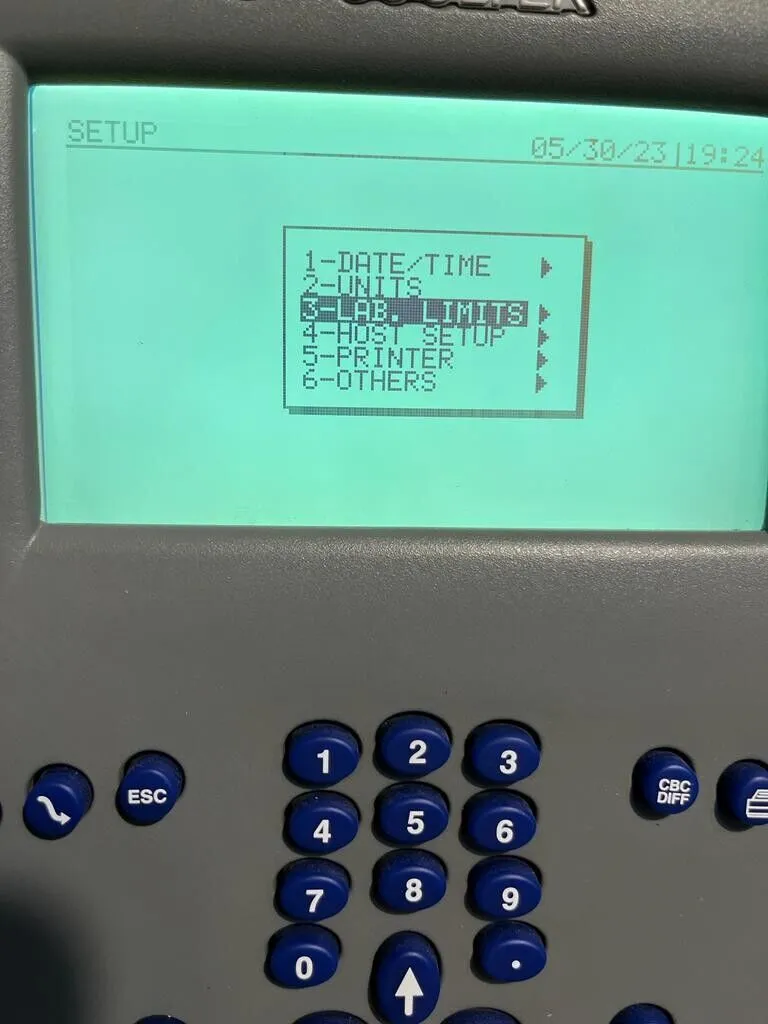 SETUP
05/30/23|19:24
1-DATE/TIME
2-UNITS
3-LAB. LIMITS
4-HOST SETUP
5-PRINTER
6-OTHERS
1 2 3
ESC
CBC
DIFF
4 5 6
7 8 9
0 .